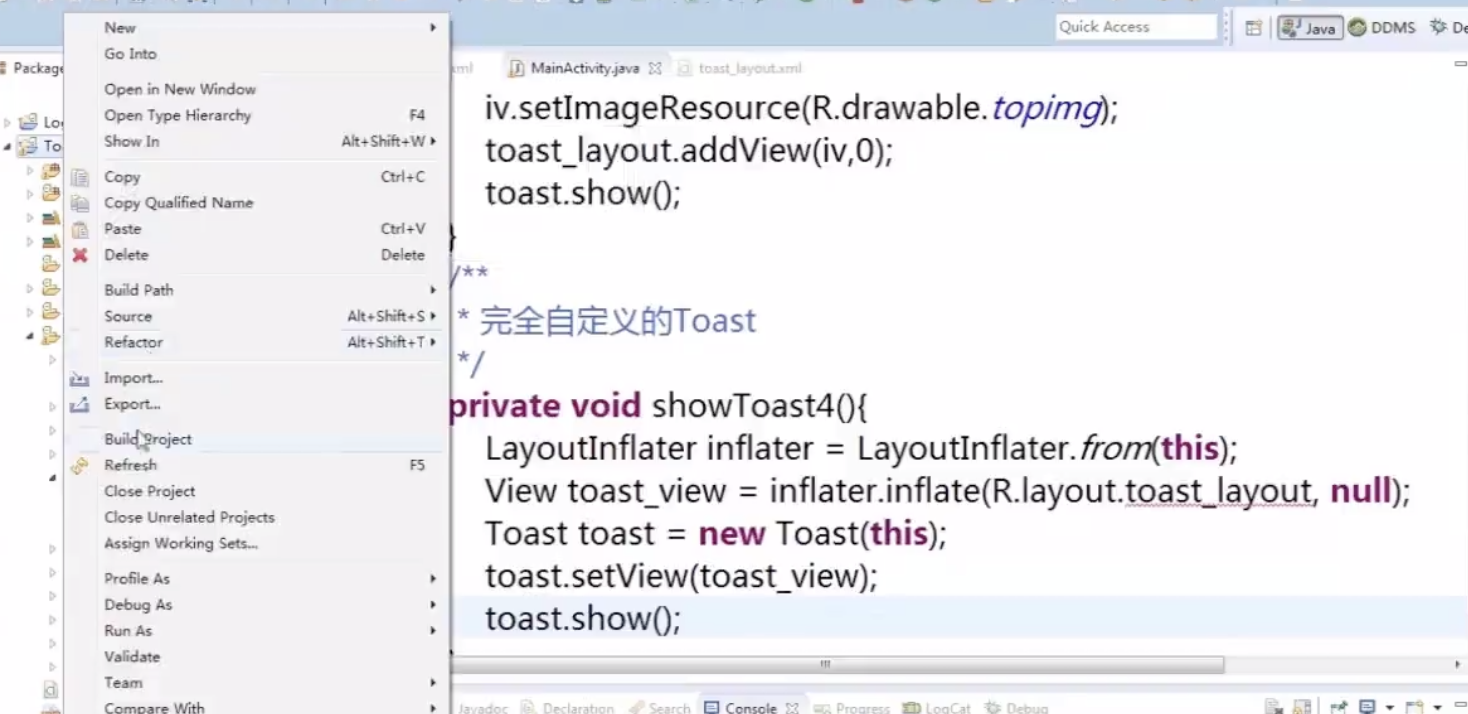 Quick Access
Java
DDMS
De
Package
MainActivity.java
toast_layout.xml
Lo
To
New
Go Into
Open in New Window
Open Type Hierarchy F4
Show In Alt+Shift+W
Copy Ctrl+C
Copy Qualified Name
Paste Ctrl+V
Delete Delete
Build Path
Source Alt+Shift+S
Refactor Alt+Shift+T
Import...
Export...
Build Project
Refresh F5
Close Project
Close Unrelated Projects
Assign Working Sets...
Profile As
Debug As
Run As
Validate
Team
Compare With
iv.setImageResource(R.drawable.topimg);
toast_layout.addView(iv,0);
toast.show();
}
/**
* 完全自定义的Toast
*/
private void showToast4(){
LayoutInflater inflater = LayoutInflater.from(this);
View toast_view = inflater.inflate(R.layout.toast_layout, null);
Toast toast = new Toast(this);
toast.setView(toast_view);
toast.show();
Javadoc
Declaration
Search
Console
Progress
LogCat
Debug